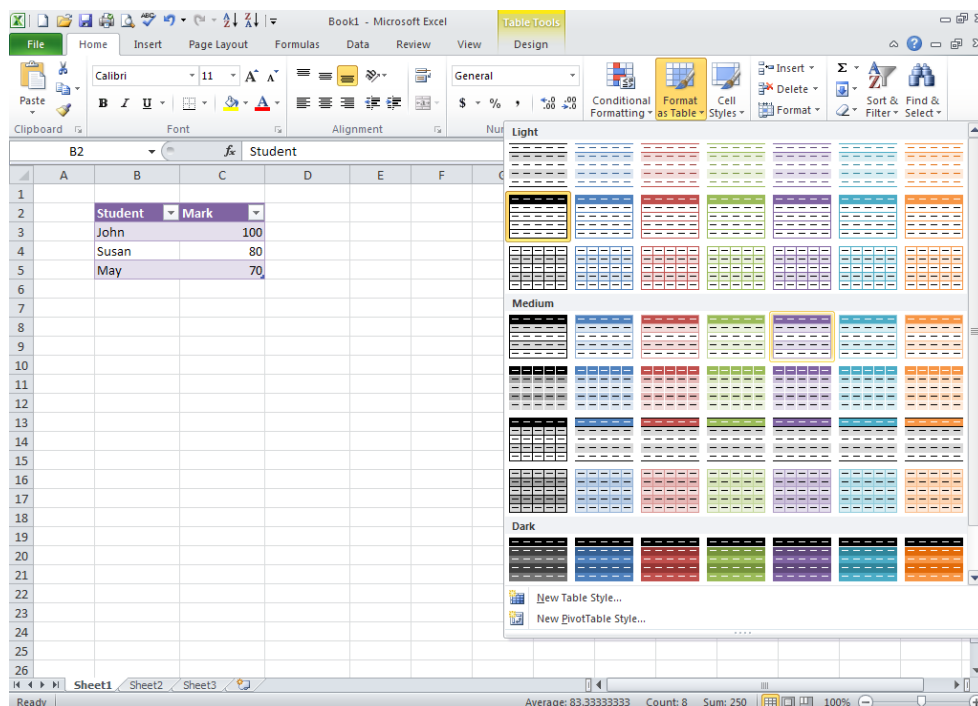 Book1 - Microsoft Excel
Table Tools
File Home Insert Page Layout Formulas Data Review View Design
Calibri 11 General
Paste
B I U $ % ,
Conditional Formatting
Format as Table
Cell Styles
Insert
Delete
Format
Sort & Filter
Find & Select
Clipboard Font Alignment
B2 fx Student
Light
A B C D E F
1
2 Student Mark
3 John 100
4 Susan 80
5 May 70
6
Medium
7
8
9
10
11
12
13
14
15
16
17
18
Dark
19
20
21
22
New Table Style...
23
New PivotTable Style...
24
25
26
Sheet1 Sheet2 Sheet3
Ready Average: 83.33333333 Count: 8 Sum: 250 100%